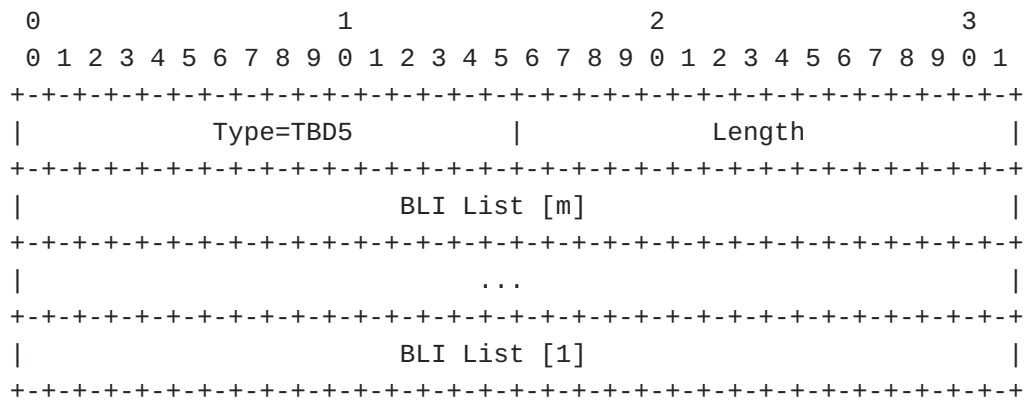 0                   1                   2                   3
 0 1 2 3 4 5 6 7 8 9 0 1 2 3 4 5 6 7 8 9 0 1 2 3 4 5 6 7 8 9 0 1
+-+-+-+-+-+-+-+-+-+-+-+-+-+-+-+-+-+-+-+-+-+-+-+-+-+-+-+-+-+-+-+-+
|            Type=TBD5          |            Length             |
+-+-+-+-+-+-+-+-+-+-+-+-+-+-+-+-+-+-+-+-+-+-+-+-+-+-+-+-+-+-+-+-+
|                        BLI List [m]                           |
+-+-+-+-+-+-+-+-+-+-+-+-+-+-+-+-+-+-+-+-+-+-+-+-+-+-+-+-+-+-+-+-+
|                             ...                               |
+-+-+-+-+-+-+-+-+-+-+-+-+-+-+-+-+-+-+-+-+-+-+-+-+-+-+-+-+-+-+-+-+
|                        BLI List [1]                           |
+-+-+-+-+-+-+-+-+-+-+-+-+-+-+-+-+-+-+-+-+-+-+-+-+-+-+-+-+-+-+-+-+